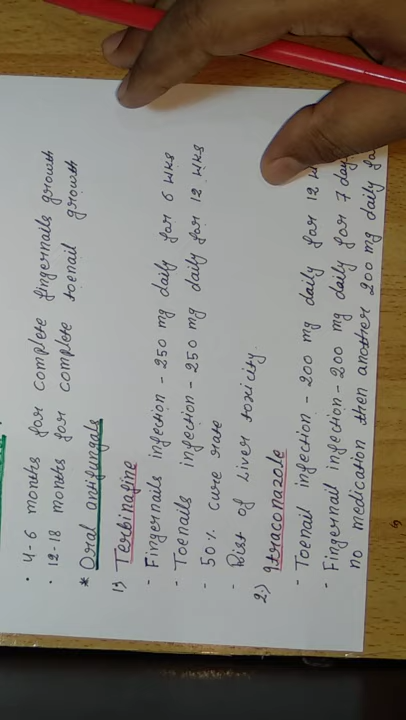 • 4-6 months for complete fingernails growth
• 12-18 months for complete toenail growth
* Oral antifungals
1) Terbinafine
- Fingernails infection - 250 mg daily for 6 wks
- Toenails infection - 250 mg daily for 12 wks
- 50% cure rate
- Risk of Liver toxicity.
2.) Itraconazole
- Toenail infection - 200 mg daily for 12
- Fingernail infection - 200 mg daily for 7 day
no medication then another 200 mg daily